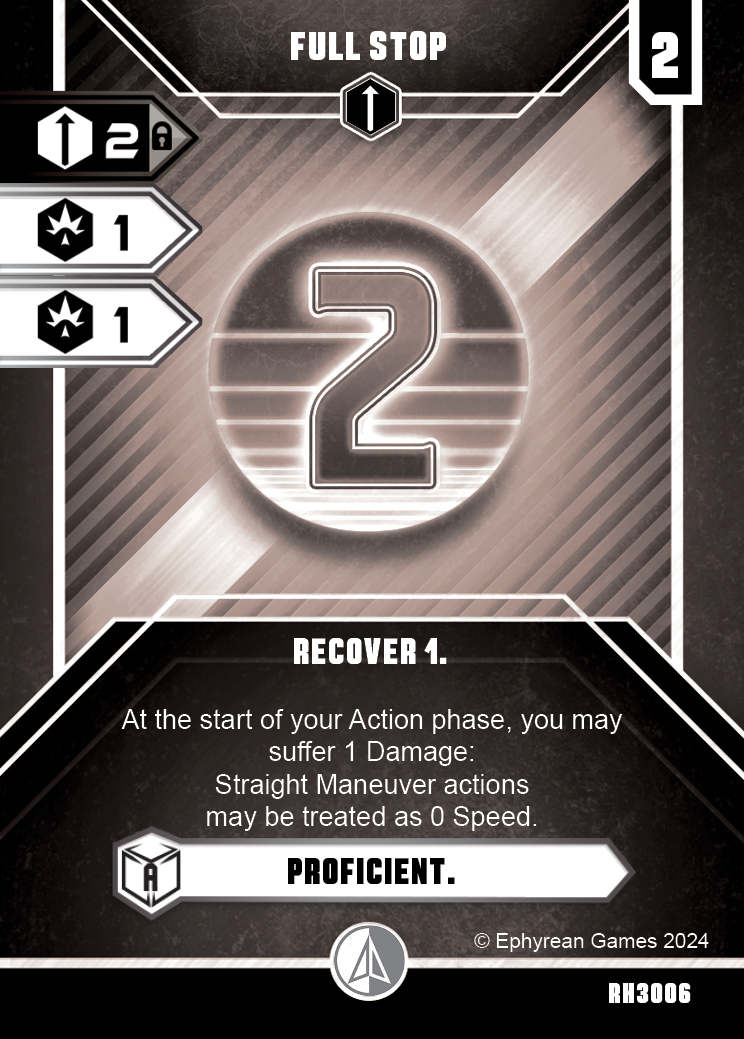 FULL STOP
2
2
1
1
2
RECOVER 1.
At the start of your Action phase, you may
suffer 1 Damage:
Straight Maneuver actions
may be treated as 0 Speed.
A
PROFICIENT.
© Ephyrean Games 2024
RH3006